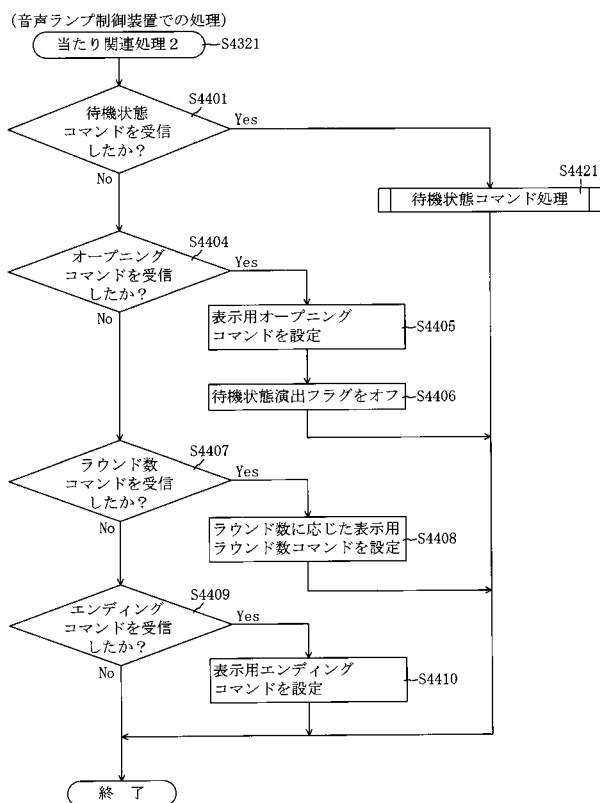 (音声ランプ制御装置での処理)
当たり関連処理2
S4321
S4401
待機状態
コマンドを受信
したか?
Yes
No
S4421
待機状態コマンド処理
S4404
オープニング
コマンドを受信
したか?
Yes
No
表示用オープニング
コマンドを設定
S4405
待機状態演出フラグをオフ
S4406
S4407
ラウンド数
コマンドを受信
したか?
Yes
No
ラウンド数に応じた表示用
ラウンド数コマンドを設定
S4408
S4409
エンディング
コマンドを受信
したか?
Yes
No
表示用エンディング
コマンドを設定
S4410
終 了